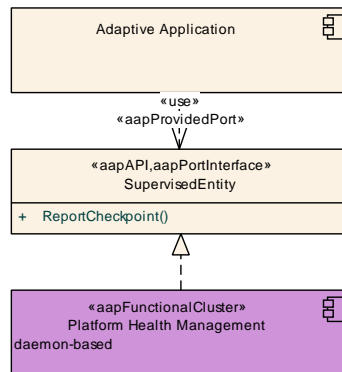 Adaptive Application
«use»
«aapProvidedPort»
«aapAPI,aapPortInterface»
SupervisedEntity
+ ReportCheckpoint()
«aapFunctionalCluster»
Platform Health Management
daemon-based